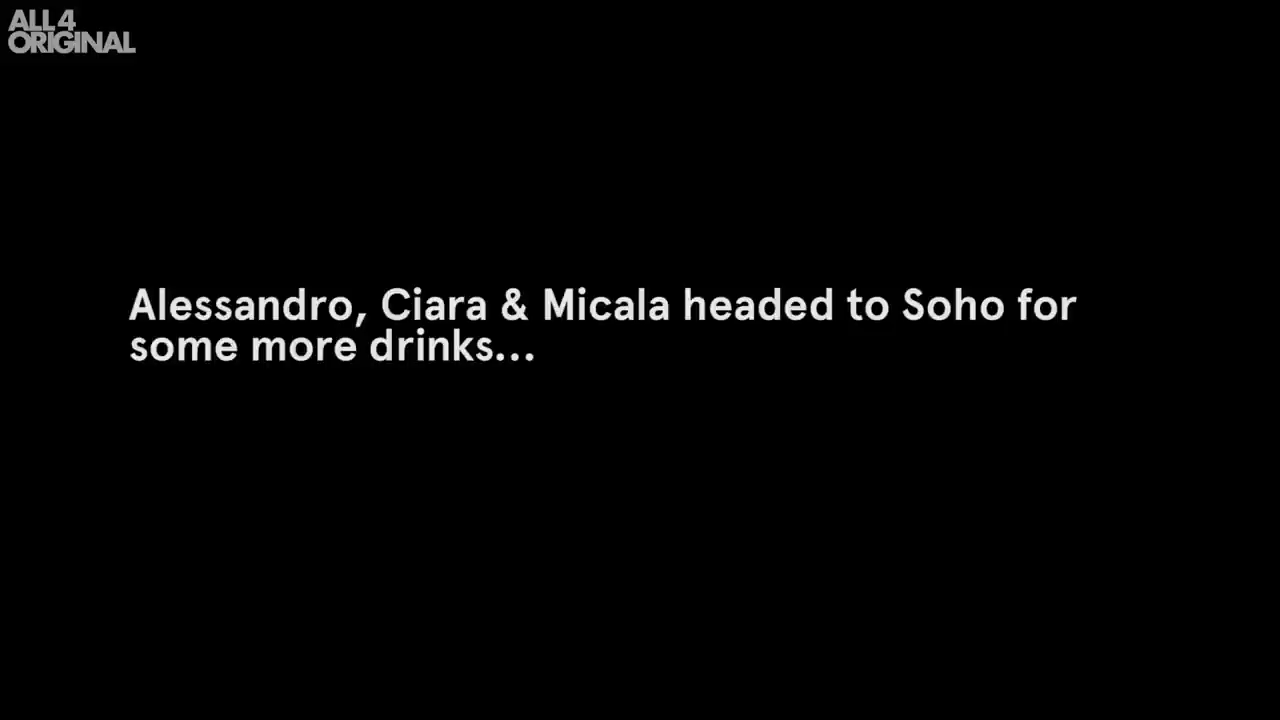 ALL 4
ORIGINAL
Alessandro, Ciara & Micala headed to Soho for
some more drinks...